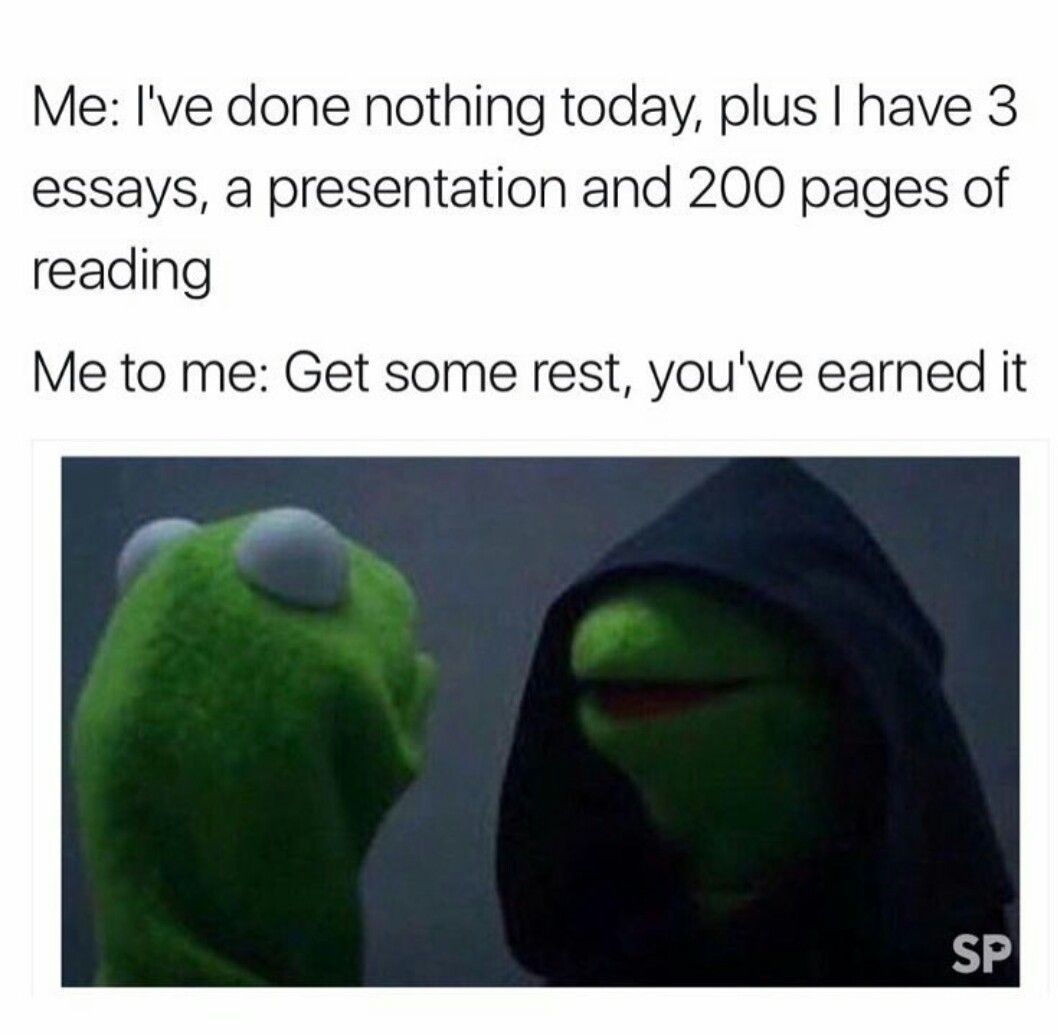 Me: I've done nothing today, plus I have 3
essays, a presentation and 200 pages of
reading
Me to me: Get some rest, you've earned it
SP